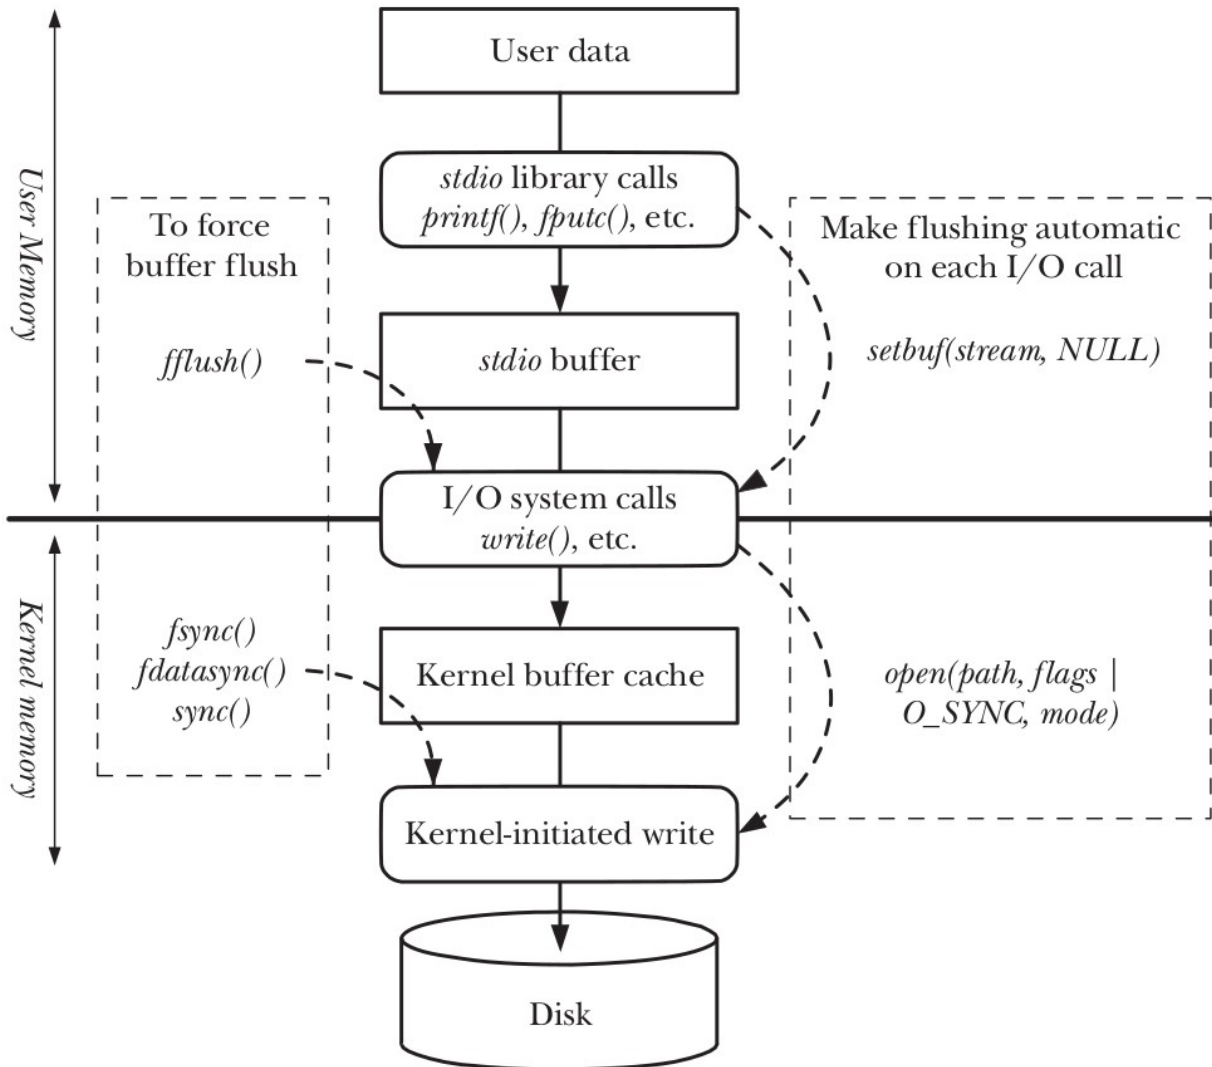 User data
stdio library calls
printf(), fputc(), etc.
To force
buffer flush
Make flushing automatic
on each I/O call
User Memory
fflush()
stdio buffer
setbuf(stream, NULL)
I/O system calls
write(), etc.
Kernel memory
fsync()
fdatasync()
sync()
Kernel buffer cache
open(path, flags |
O_SYNC, mode)
Kernel-initiated write
Disk